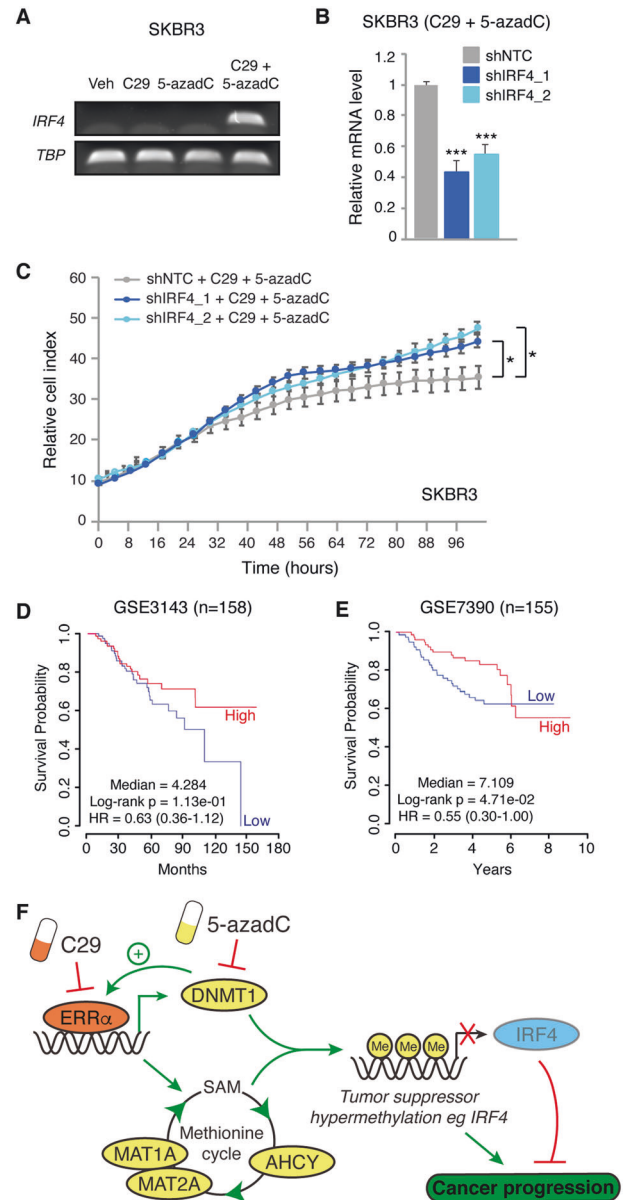 A
SKBR3
Veh C29 5-azadC C29 +
5-azadC
IRF4
TBP
B
SKBR3 (C29 + 5-azadC)
shNTC
shIRF4_1
shIRF4_2
Relative mRNA level
1.2
1
0.8
0.6
0.4
0.2
0
***
***
C
shNTC + C29 + 5-azadC
shIRF4_1 + C29 + 5-azadC
shIRF4_2 + C29 + 5-azadC
Relative cell index
60
50
40
30
20
10
0
*
*
SKBR3
0 8 16 24 32 40 48 56 64 72 80 88 96
Time (hours)
D
GSE3143 (n=158)
Survival Probability
1.0
0.8
0.6
0.4
0.2
0.0
High
Median = 4.284
Log-rank p = 1.13e-01
HR = 0.63 (0.36-1.12)
Low
0 30 60 90 120 150 180
Months
E
GSE7390 (n=155)
Survival Probability
1.0
0.8
0.6
0.4
0.2
0.0
Low
High
Median = 7.109
Log-rank p = 4.71e-02
HR = 0.55 (0.30-1.00)
0 2 4 6 8 10
Years
F
C29
5-azadC
+
ERRα
DNMT1
Me Me Me
IRF4
SAM
Methionine
cycle
MAT1A
MAT2A
AHCY
Tumor suppressor
hypermethylation eg IRF4
Cancer progression